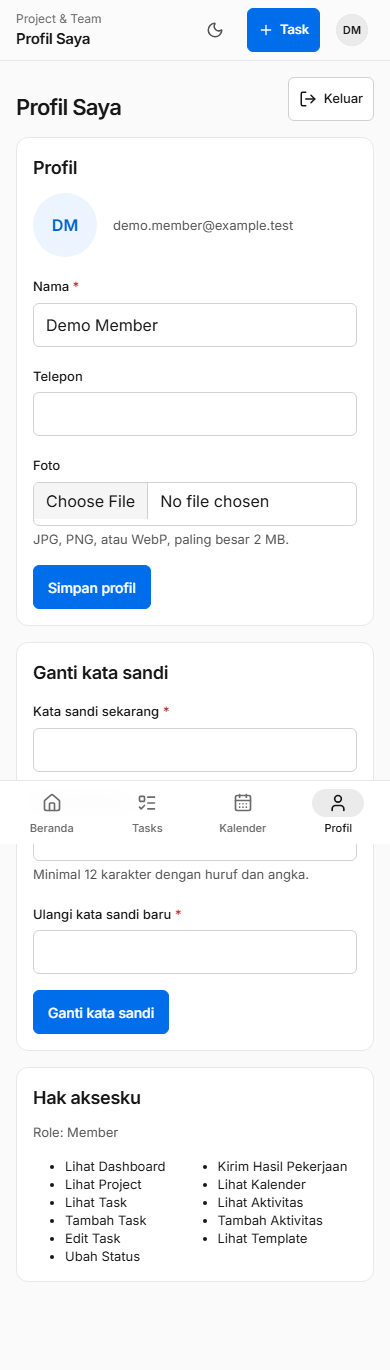 Project & Team
Profil Saya
+ Task
DM
Profil Saya
Keluar
Profil
DM
demo.member@example.test
Nama *
Demo Member
Telepon
Foto
Choose File No file chosen
JPG, PNG, atau WebP, paling besar 2 MB.
Simpan profil
Ganti kata sandi
Kata sandi sekarang *
Beranda
Tasks
Kalender
Profil
Minimal 12 karakter dengan huruf dan angka.
Ulangi kata sandi baru *
Ganti kata sandi
Hak aksesku
Role: Member
Lihat Dashboard
Lihat Project
Lihat Task
Tambah Task
Edit Task
Ubah Status
Kirim Hasil Pekerjaan
Lihat Kalender
Lihat Aktivitas
Tambah Aktivitas
Lihat Template